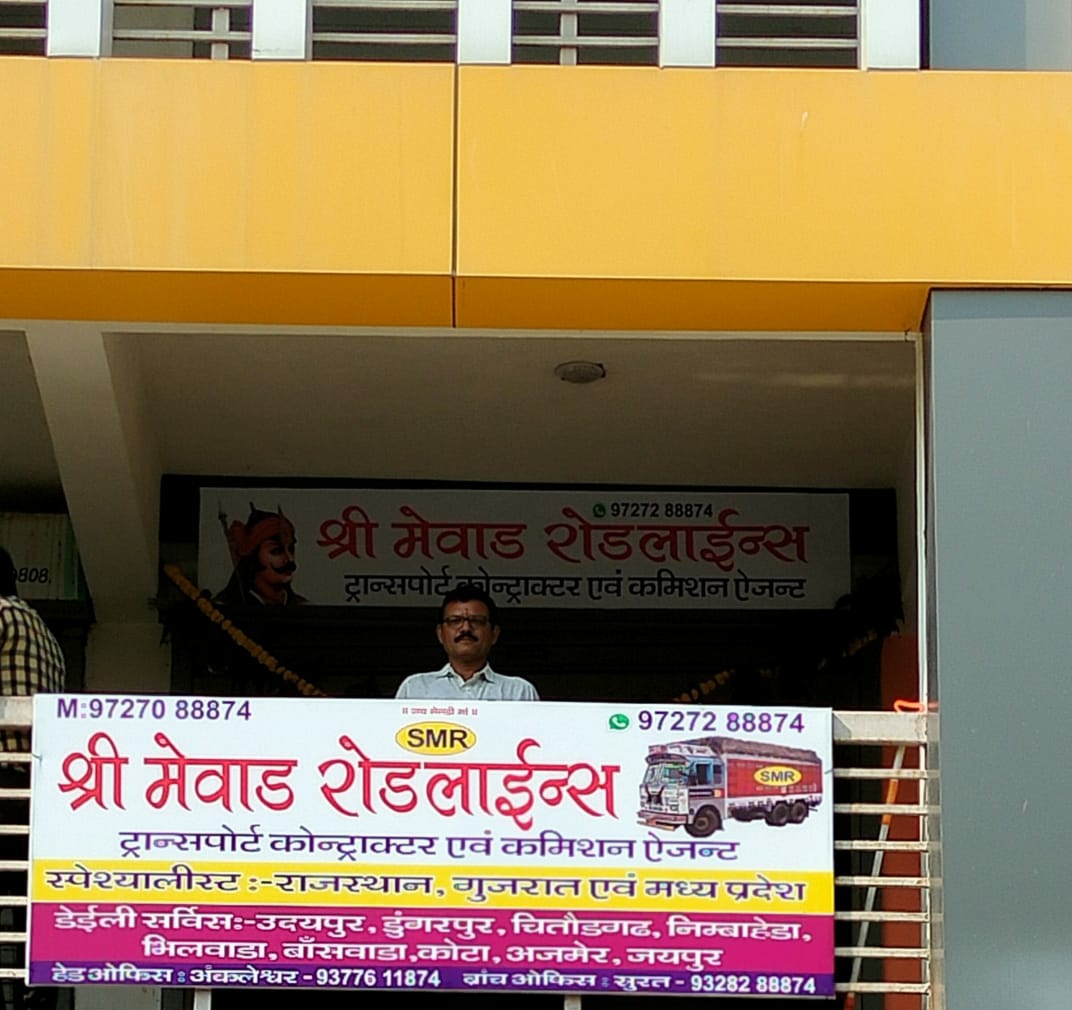 97272 88874
श्री मेवाड रोडलाईन्स
ट्रान्सपोर्ट कोन्ट्राक्टर एवं कमिशन ऐजन्ट
9808,
M:97270 88874
97272 88874
SMR
श्री मेवाड रोडलाईन्स
SMR
ट्रान्सपोर्ट कोन्ट्राक्टर एवं कमिशन ऐजन्ट
स्पेश्यालीस्ट :-राजस्थान, गुजरात एवं मध्य प्रदेश
डेईली सर्विसः-उदयपुर, डुंगरपुर, चितौडगढ, निम्बाहेडा,
भिलवाडा, बाँसवाडा,कोटा, अजमेर, जयपुर
हेड ओफिस : अंकलेश्वर - 93776 11874 ब्रांच ओफिस : सुरत - 93282 88874